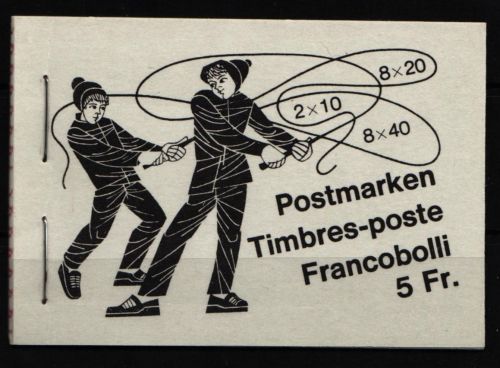 8×20
2×10
8×40
Postmarken
Timbres-poste
Francobolli
5 Fr.